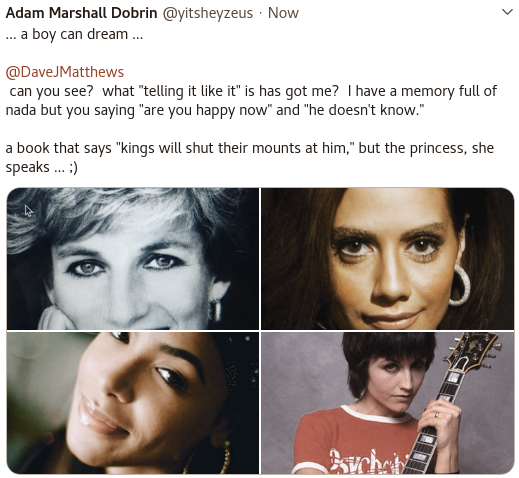 Adam Marshall Dobrin @yitsheyzeus · Now
... a boy can dream ...
@DaveJMatthews
can you see?  what "telling it like it" is has got me?  I have a memory full of
nada but you saying "are you happy now" and "he doesn't know."
a book that says "kings will shut their mounts at him," but the princess, she
speaks ... ;)